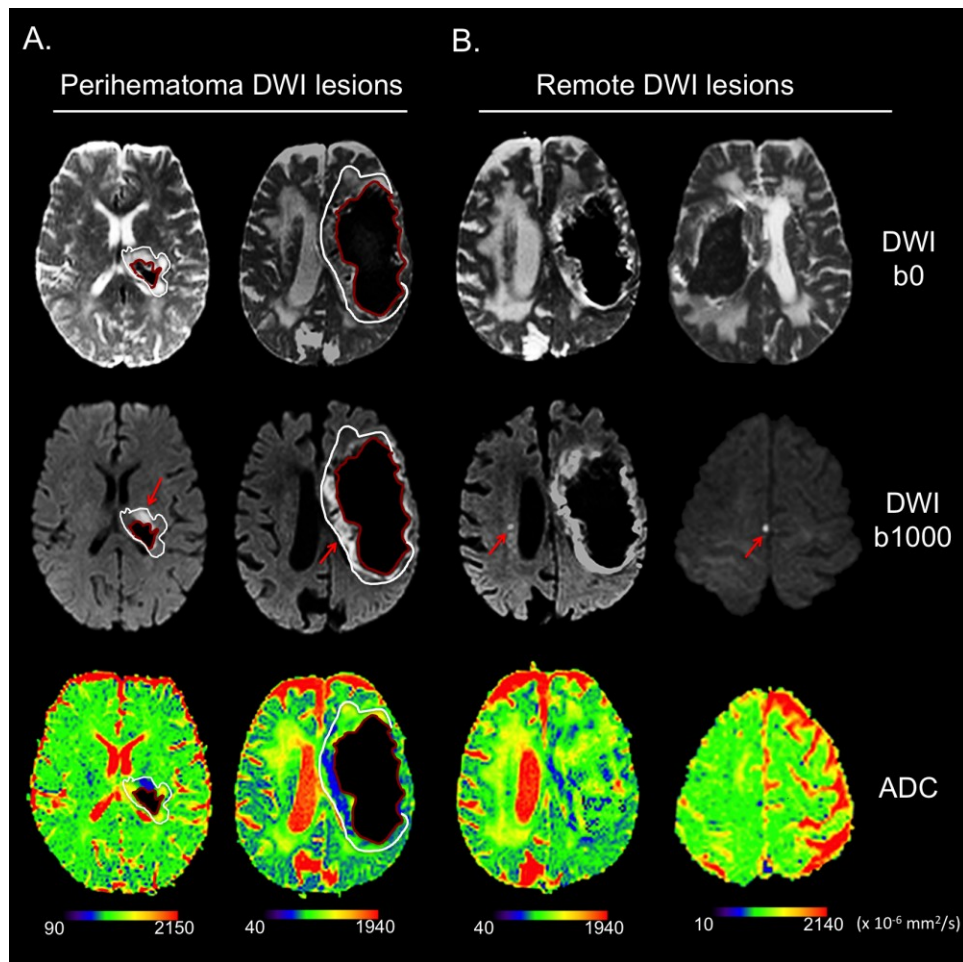 A.
B.
Perihematoma DWI lesions
Remote DWI lesions
DWI
b0
DWI
b1000
ADC
90 2150
40 1940
40 1940
10 2140
(x 10⁻⁶ mm²/s)